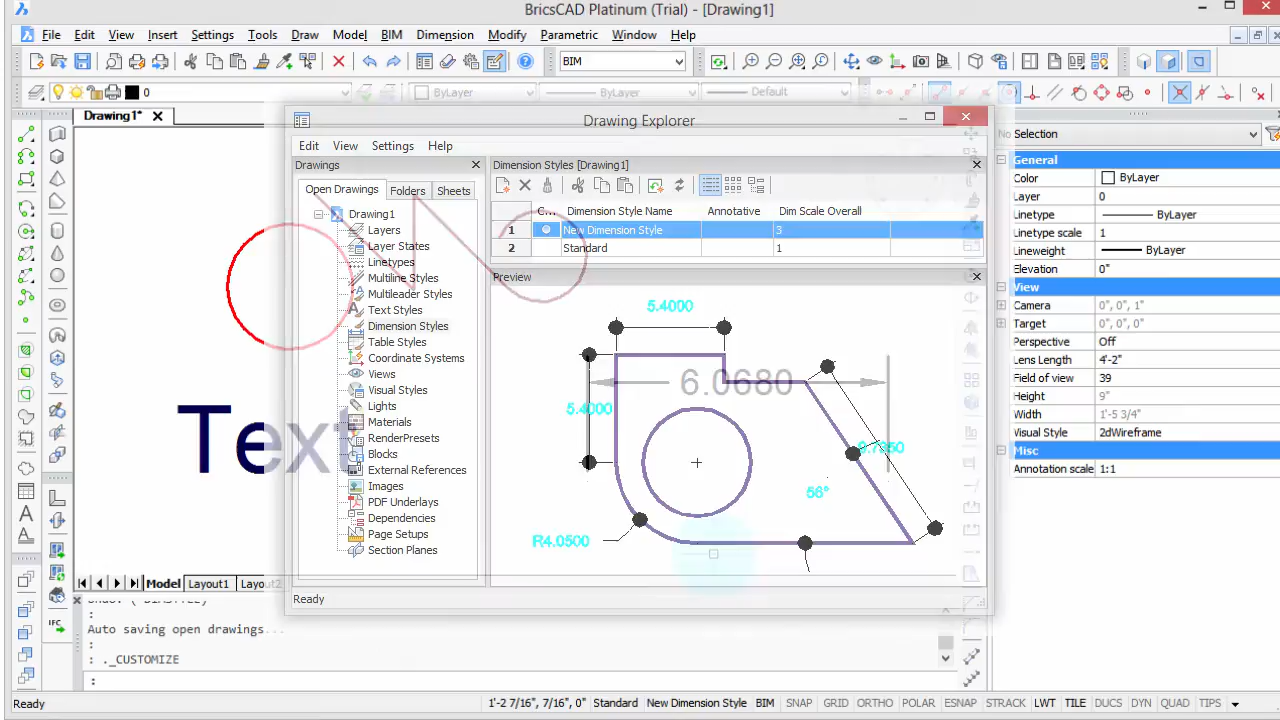 BricsCAD Platinum (Trial) - [Drawing1]
File Edit View Insert Settings Tools Draw Model BIM Dimension Modify Parametric Window Help
BIM
0 ByLayer ByLayer Default
Drawing1*
Drawing Explorer
Edit View Settings Help
Drawings
Open Drawings Folders Sheets
Drawing1
Layers
Layer States
Linetypes
Multiline Styles
Multileader Styles
Text Styles
Dimension Styles
Table Styles
Coordinate Systems
Views
Visual Styles
Lights
Materials
RenderPresets
Blocks
External References
Images
PDF Underlays
Dependencies
Page Setups
Section Planes
Dimension Styles [Drawing1]
C... Dimension Style Name Annotative Dim Scale Overall
1 New Dimension Style 3
2 Standard 1
Preview
5.4000
6.0680
5.4000
56°
R4.0500
Ready
Text
No Selection
General
Color ByLayer
Layer 0
Linetype ByLayer
Linetype scale 1
Lineweight ByLayer
Elevation 0"
View
Camera 0", 0", 1"
Target 0", 0", 0"
Perspective Off
Lens Length 4'-2"
Field of view 39
Height 9"
Width 1'-5 3/4"
Visual Style 2dWireframe
Misc
Annotation scale 1:1
Model Layout1 Layout2
IFC
:
Auto saving open drawings...
:
: ._CUSTOMIZE
:
Ready 1'-2 7/16", 7/16", 0" Standard New Dimension Style BIM SNAP GRID ORTHO POLAR ESNAP STRACK LWT TILE DUCS DYN QUAD TIPS